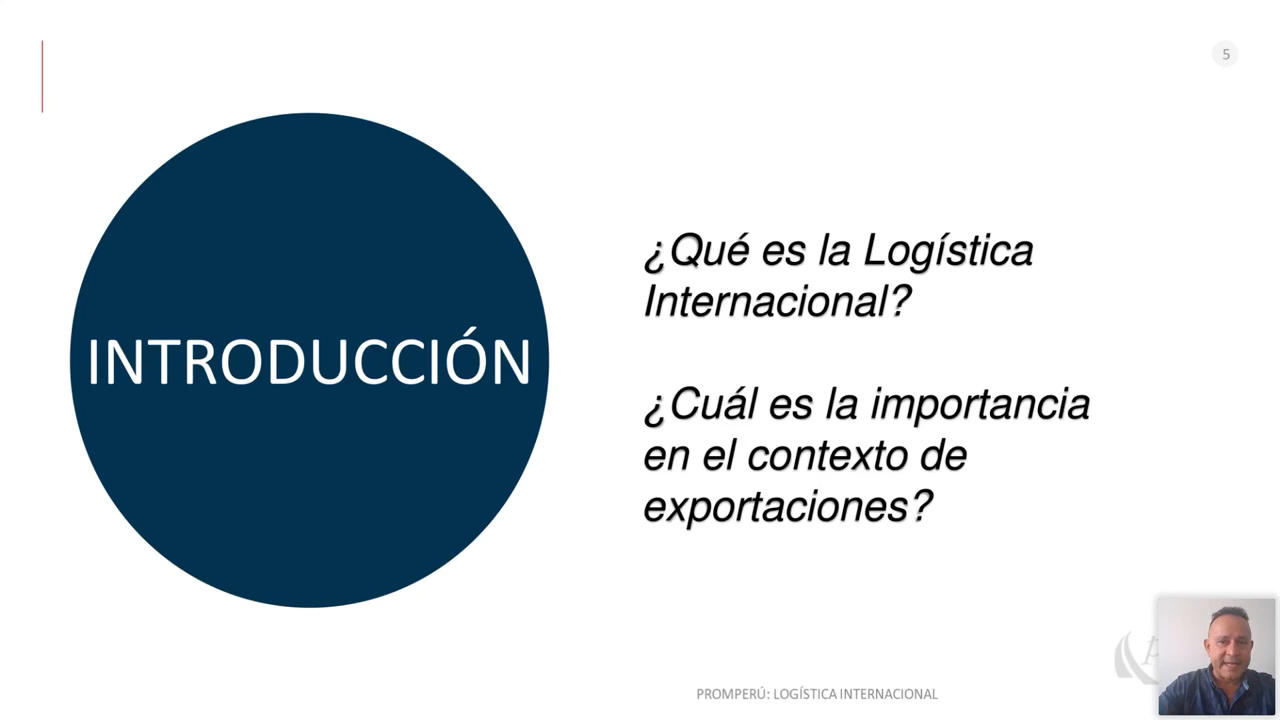 5
INTRODUCCIÓN
¿Qué es la Logística
Internacional?
¿Cuál es la importancia
en el contexto de
exportaciones?
PROMPERÚ: LOGÍSTICA INTERNACIONAL